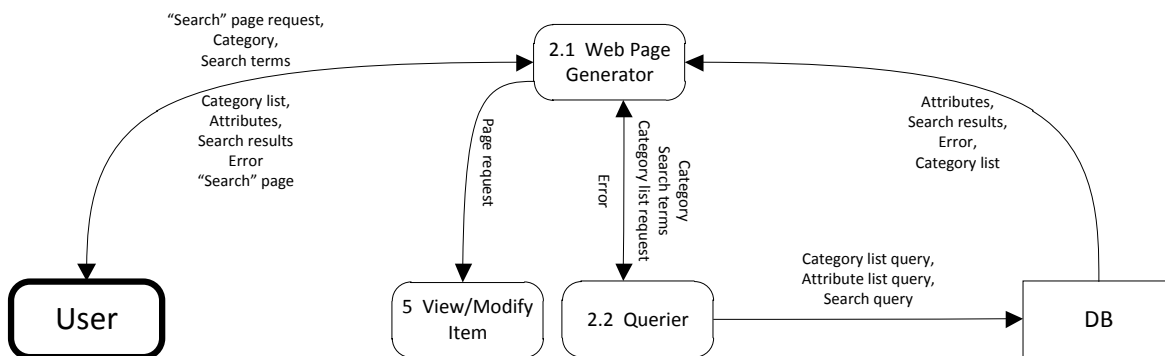 “Search” page request,
Category,
Search terms
2.1  Web Page
Generator
Category list,
Attributes,
Search results
Error
“Search” page
Page request
Error
Category
Search terms
Category list request
Attributes,
Search results,
Error,
Category list
Category list query,
Attribute list query,
Search query
User
5  View/Modify
Item
2.2  Querier
DB